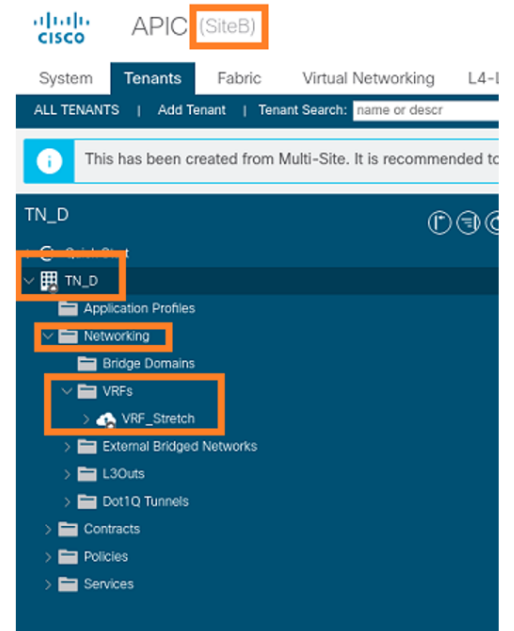 CISCO APIC (SiteB)
System Tenants Fabric Virtual Networking
ALL TENANTS | Add Tenant | Tenant Search: name or descr
This has been created from Multi-Site. It is recommended to
TN_D
TN_D
Application Profiles
Networking
Bridge Domains
VRFs
VRF_Stretch
External Bridged Networks
L3Outs
Dot1Q Tunnels
Contracts
Policies
Services